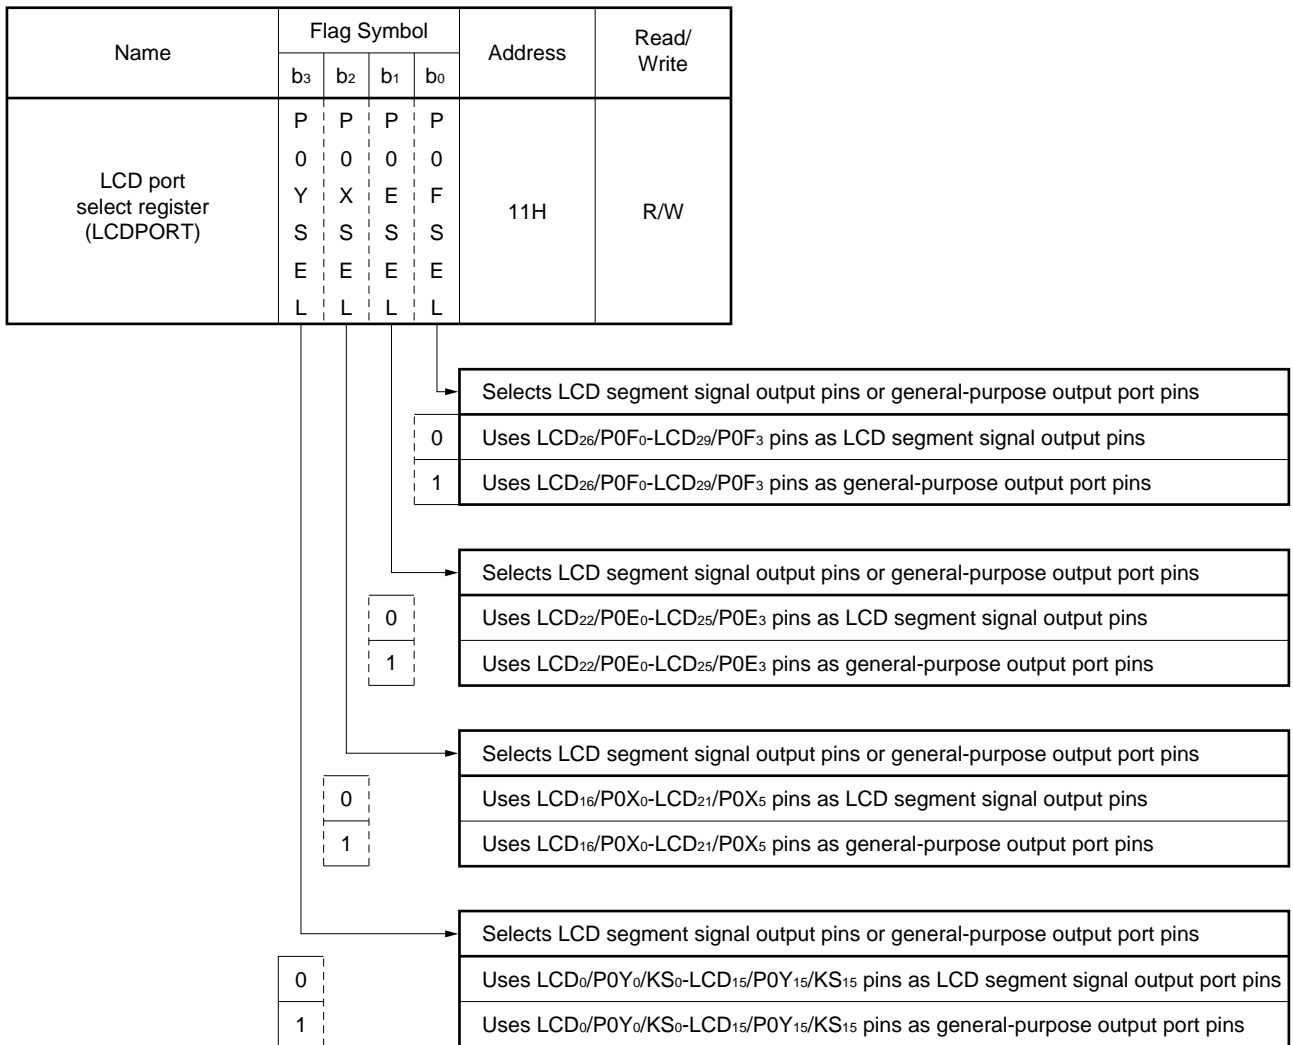 Name
Flag Symbol
Address
Read/
Write
b3 b2 b1 b0
LCD port
select register
(LCDPORT)
P P P P
0 0 0 0
Y X E F
S S S S
E E E E
L L L L
11H
R/W
Selects LCD segment signal output pins or general-purpose output port pins
0 Uses LCD26/P0F0-LCD29/P0F3 pins as LCD segment signal output pins
1 Uses LCD26/P0F0-LCD29/P0F3 pins as general-purpose output port pins
Selects LCD segment signal output pins or general-purpose output port pins
0 Uses LCD22/P0E0-LCD25/P0E3 pins as LCD segment signal output pins
1 Uses LCD22/P0E0-LCD25/P0E3 pins as general-purpose output port pins
Selects LCD segment signal output pins or general-purpose output port pins
0 Uses LCD16/P0X0-LCD21/P0X5 pins as LCD segment signal output pins
1 Uses LCD16/P0X0-LCD21/P0X5 pins as general-purpose output port pins
Selects LCD segment signal output pins or general-purpose output port pins
0 Uses LCD0/P0Y0/KS0-LCD15/P0Y15/KS15 pins as LCD segment signal output port pins
1 Uses LCD0/P0Y0/KS0-LCD15/P0Y15/KS15 pins as general-purpose output port pins